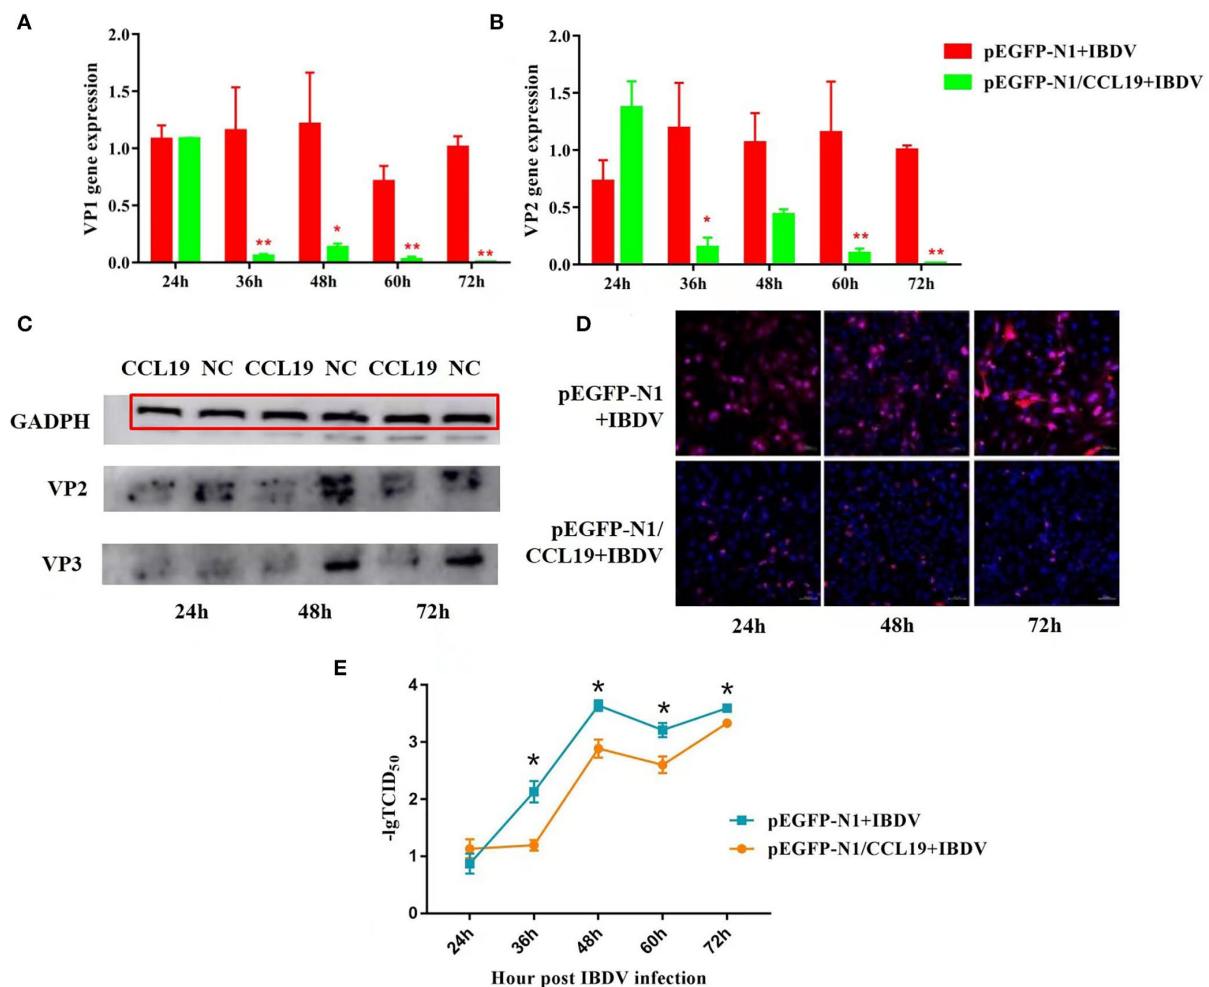 A
2.0
1.5
1.0
0.5
0.0
VP1 gene expression
**
*
**
**
24h 36h 48h 60h 72h
B
2.0
1.5
1.0
0.5
0.0
VP2 gene expression
*
**
**
24h 36h 48h 60h 72h
pEGFP-N1+IBDV
pEGFP-N1/CCL19+IBDV
C
CCL19 NC CCL19 NC CCL19 NC
GADPH
VP2
VP3
24h 48h 72h
D
pEGFP-N1
+IBDV
pEGFP-N1/
CCL19+IBDV
24h 48h 72h
E
4
3
2
1
0
-lgTCID50
* * * *
pEGFP-N1+IBDV
pEGFP-N1/CCL19+IBDV
24h 36h 48h 60h 72h
Hour post IBDV infection